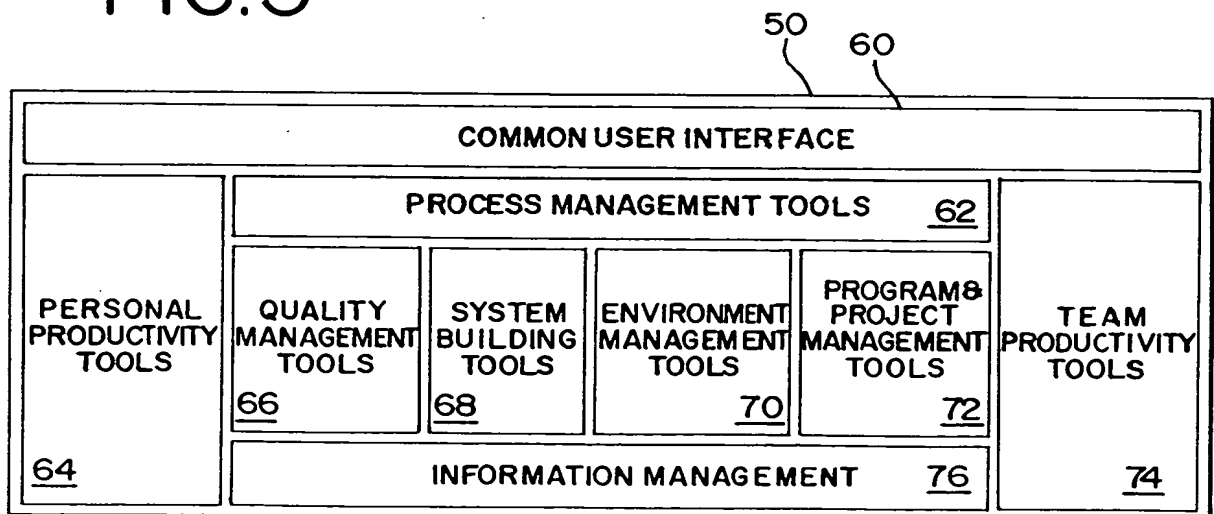 FIG.
50
60
COMMON USER INTERFACE
PROCESS MANAGEMENT TOOLS 62
PERSONAL
PRODUCTIVITY
TOOLS
64
QUALITY
MANAGEMENT
TOOLS
66
SYSTEM
BUILDING
TOOLS
68
ENVIRONMENT
MANAGEMENT
TOOLS
70
PROGRAM&
PROJECT
MANAGEMENT
TOOLS
72
TEAM
PRODUCTIVITY
TOOLS
74
INFORMATION MANAGEMENT 76